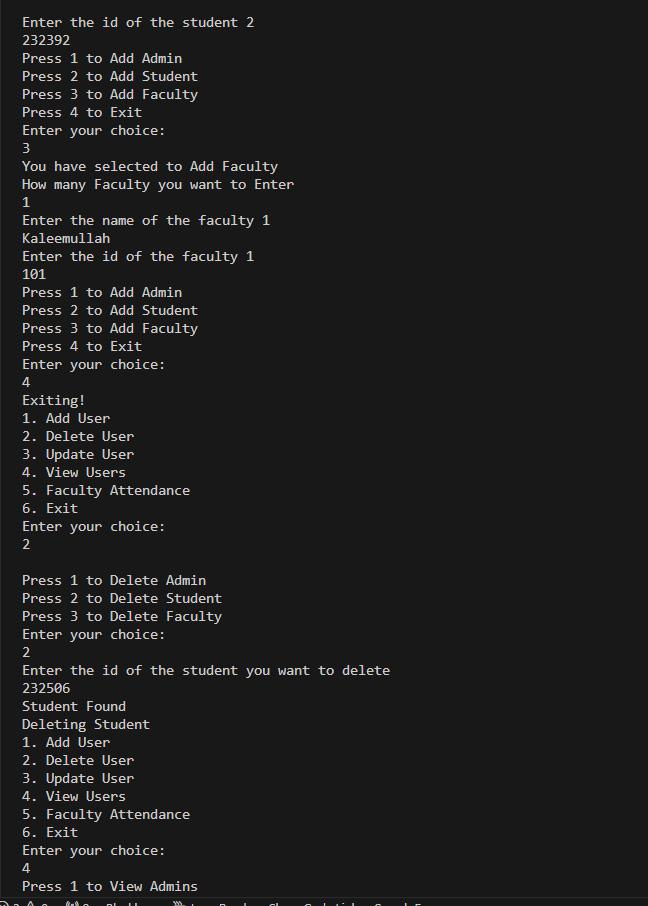 Enter the id of the student 2
232392
Press 1 to Add Admin
Press 2 to Add Student
Press 3 to Add Faculty
Press 4 to Exit
Enter your choice:
3
You have selected to Add Faculty
How many Faculty you want to Enter
1
Enter the name of the faculty 1
Kaleemullah
Enter the id of the faculty 1
101
Press 1 to Add Admin
Press 2 to Add Student
Press 3 to Add Faculty
Press 4 to Exit
Enter your choice:
4
Exiting!
1. Add User
2. Delete User
3. Update User
4. View Users
5. Faculty Attendance
6. Exit
Enter your choice:
2
Press 1 to Delete Admin
Press 2 to Delete Student
Press 3 to Delete Faculty
Enter your choice:
2
Enter the id of the student you want to delete
232506
Student Found
Deleting Student
1. Add User
2. Delete User
3. Update User
4. View Users
5. Faculty Attendance
6. Exit
Enter your choice:
4
Press 1 to View Admins